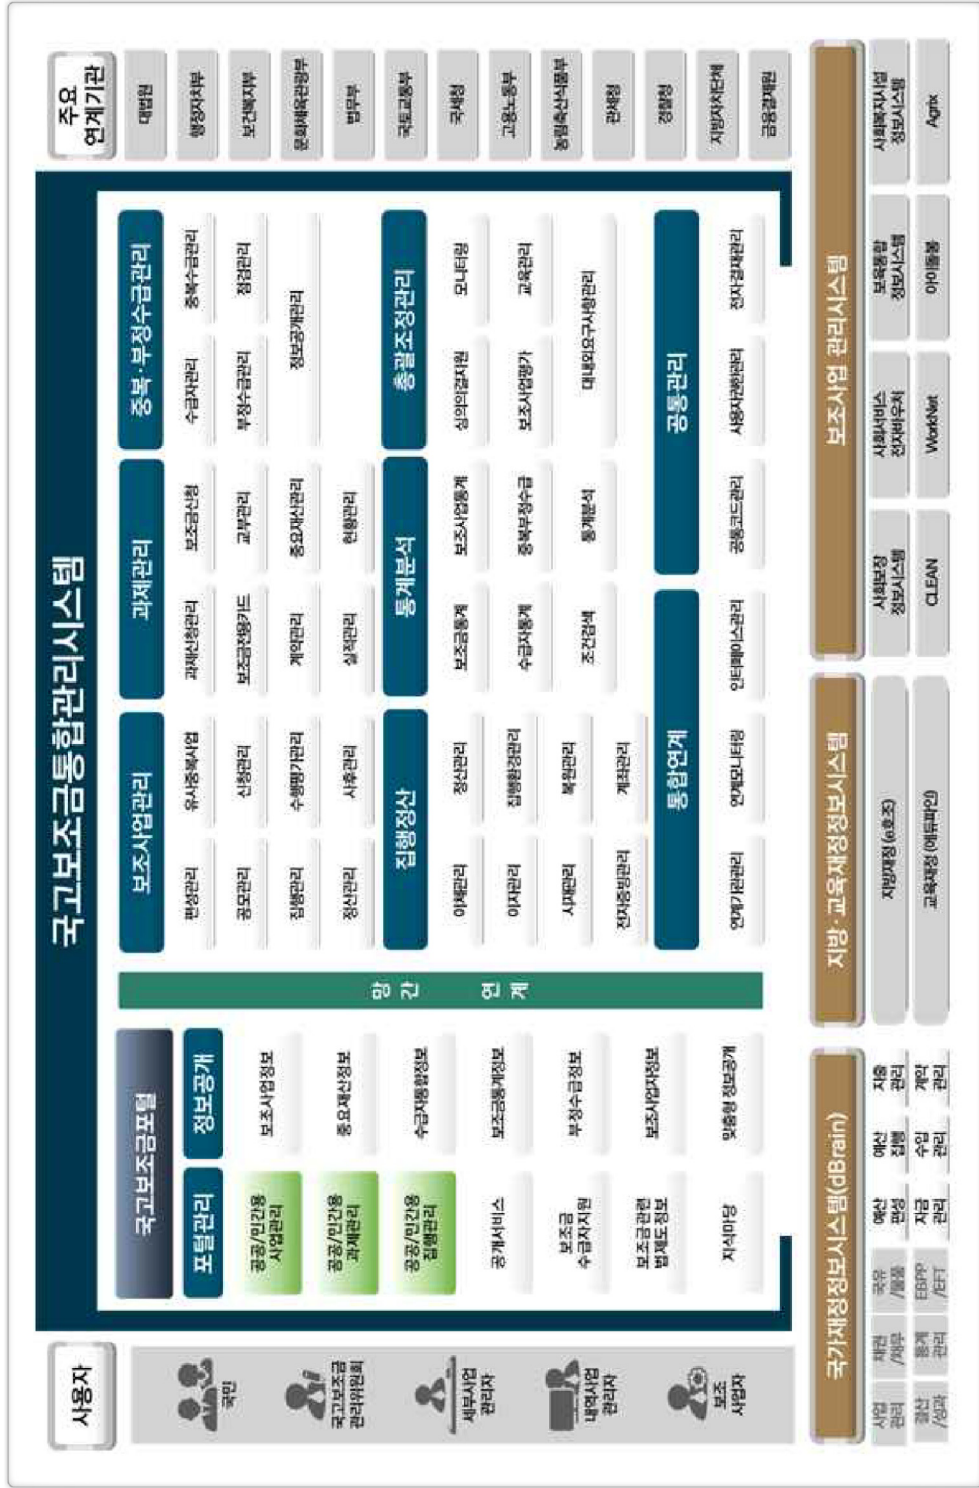 국고보조금통합관리시스템
사용자
국민
국고보조금
관리위원회
세부사업
관리자
내역사업
관리자
보조
사업자
국고보조금포털
포털관리
공공/민간용
사업관리
공공/민간용
과제관리
공공/민간용
집행관리
공개서비스
보조금
수급자지원
보조금관련
법제도정보
지식마당
정보공개
보조사업정보
중요재산정보
수급자통합정보
보조금통계정보
부정수급정보
보조사업자정보
맞춤형 정보공개
망간 연계
보조사업관리
편성관리
유사중복사업
공모관리
신청관리
집행관리
수행평가관리
정산관리
사후관리
과제관리
과제신청관리
보조금신청
보조금전용카드
교부관리
계약관리
중요재산관리
실적관리
현황관리
중복·부정수급관리
수급자관리
중복수급관리
부정수급관리
점검관리
정보공개관리
집행정산
이체관리
정산관리
이자관리
집행환경관리
시재관리
복원관리
전자증빙관리
계좌관리
통계분석
보조금통계
보조사업통계
수급자통계
중복부정수급
조건검색
통계분석
총괄조정관리
심의의결지원
모니터링
보조사업평가
교육관리
대내외요구사항관리
통합연계
연계기관관리
연계모니터링
인터페이스관리
공통관리
공통코드관리
사용자권한관리
전자결재관리
주요
연계기관
대법원
행정자치부
보건복지부
문화체육관광부
법무부
국토교통부
국세청
고용노동부
농림축산식품부
관세청
경찰청
지방자치단체
금융결제원
국가재정정보시스템(dBrain)
사업
관리
채권
/채무
국유
/물품
예산
편성
예산
집행
지출
관리
결산
/성과
통계
관리
EBPP
/EFT
자금
관리
수입
관리
계약
관리
지방·교육재정정보시스템
지방재정 (e호조)
교육재정 (에듀파인)
보조사업 관리시스템
사회보장
정보시스템
사회서비스
전자바우처
보육통합
정보시스템
사회복지시설
정보시스템
CLEAN
WorkNet
아이돌봄
Agrix